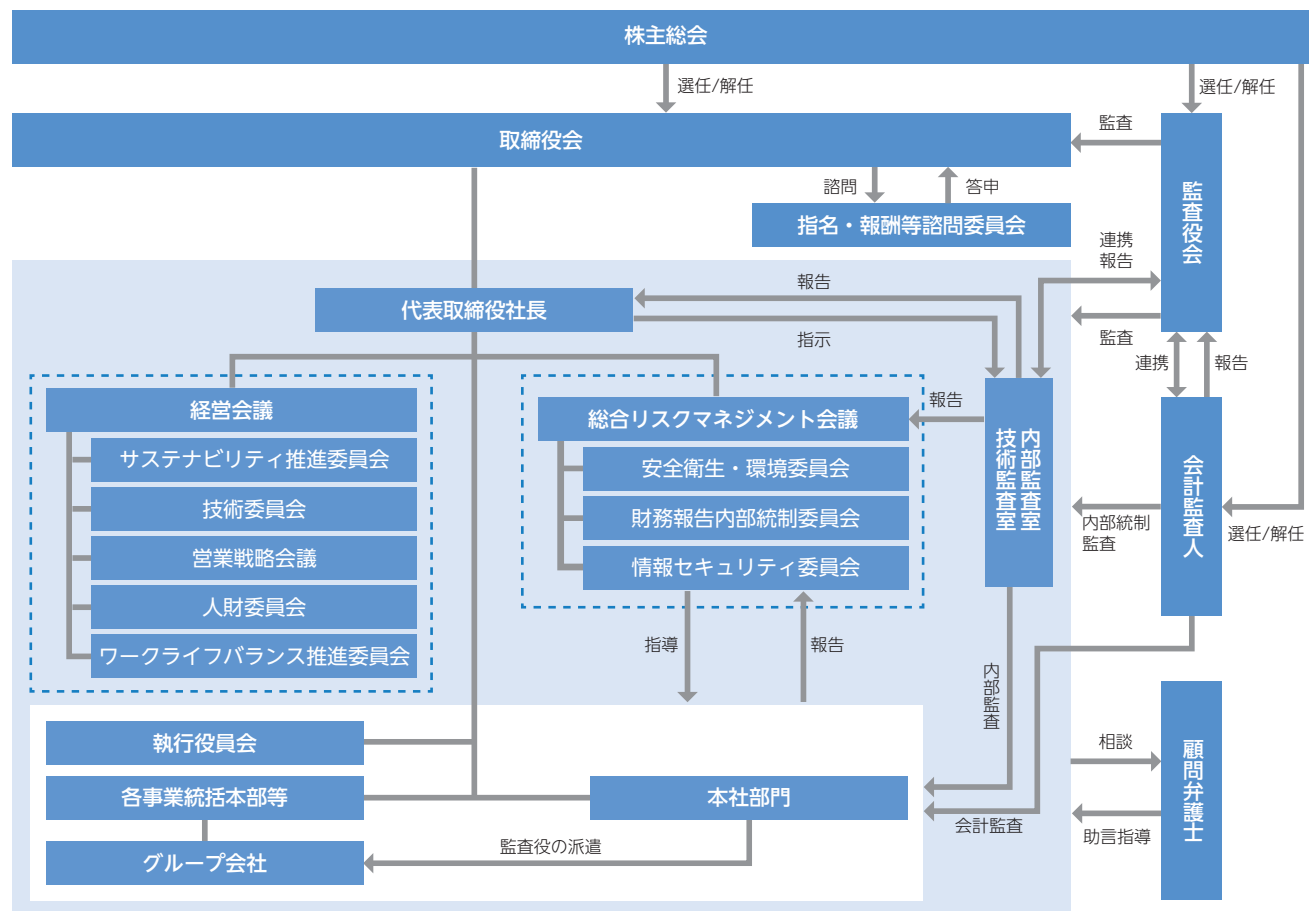 株主総会
選任/解任
選任/解任
取締役会
監査
監査役会
諮問
答申
指名・報酬等諮問委員会
連携
報告
代表取締役社長
報告
指示
監査
連携
報告
経営会議
サステナビリティ推進委員会
技術委員会
営業戦略会議
人財委員会
ワークライフバランス推進委員会
総合リスクマネジメント会議
安全衛生・環境委員会
財務報告内部統制委員会
情報セキュリティ委員会
報告
内部監査室
技術監査室
会計監査人
内部統制
監査
選任/解任
指導
報告
内部監査
執行役員会
各事業統括本部等
本社部門
グループ会社
監査役の派遣
会計監査
相談
助言指導
顧問弁護士